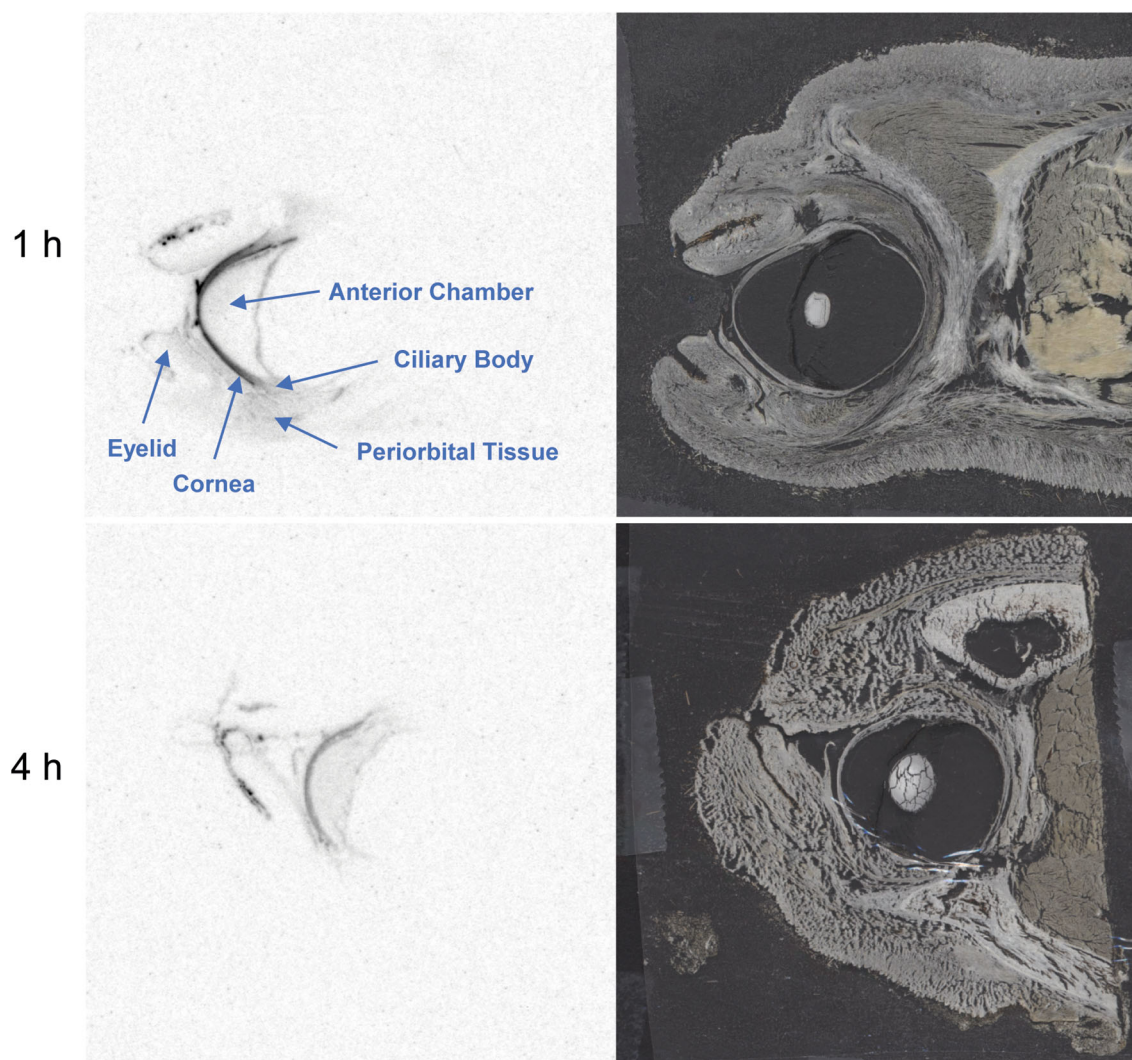 1 h
Anterior Chamber
Ciliary Body
Eyelid
Periorbital Tissue
Cornea
4 h